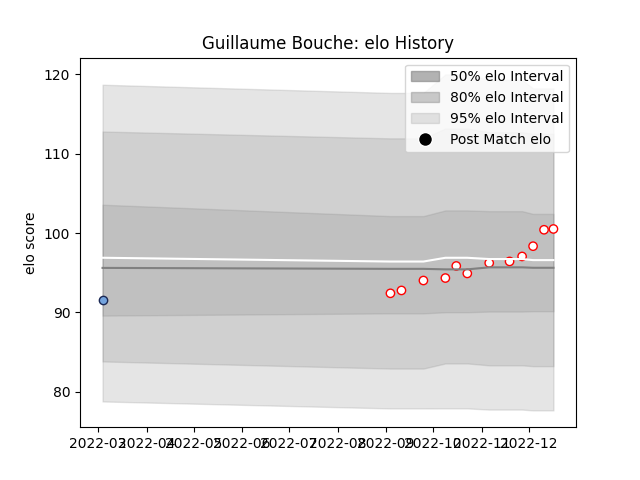 Guillaume Bouche: elo History
120
110
100
90
80
elo score
50% elo Interval
80% elo Interval
95% elo Interval
Post Match elo
2022-03 2022-04 2022-05 2022-06 2022-07 2022-08 2022-09 2022-10 2022-11 2022-12